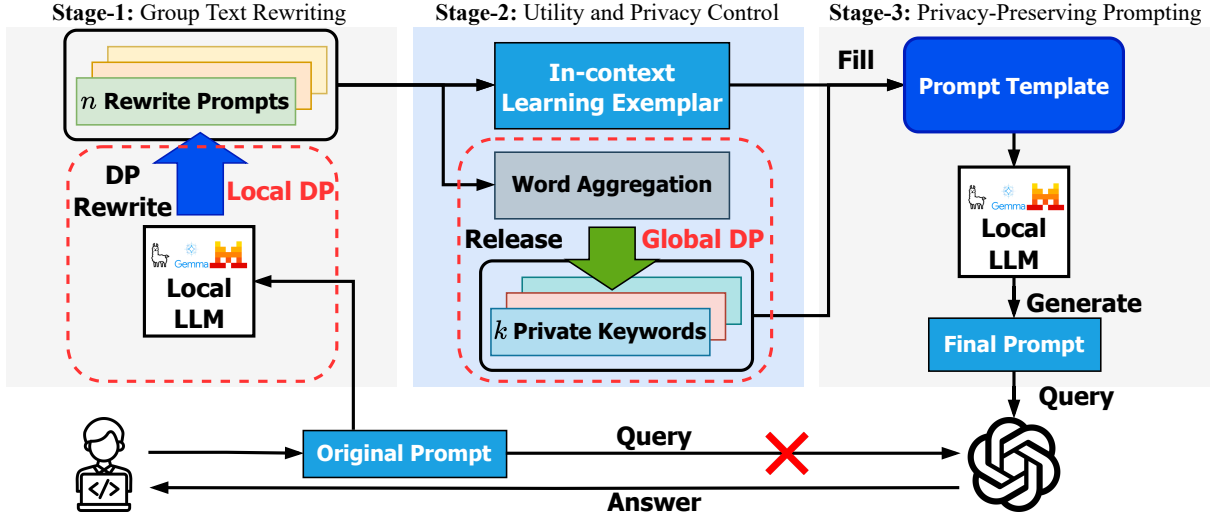 Stage-1: Group Text Rewriting
Stage-2: Utility and Privacy Control
Stage-3: Privacy-Preserving Prompting
n Rewrite Prompts
DP
Rewrite
Local DP
Gemma
Local
LLM
In-context
Learning Exemplar
Word Aggregation
Release
Global DP
k Private Keywords
Fill
Prompt Template
Gemma
Local
LLM
Generate
Final Prompt
Query
Original Prompt
Query
Answer